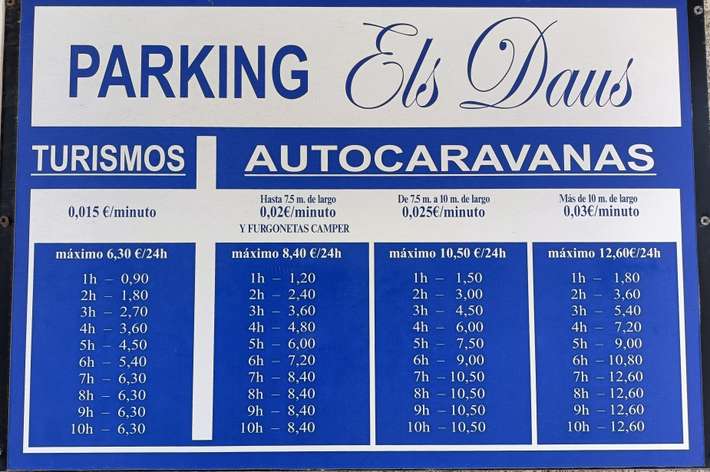 PARKING Els Daus
TURISMOS
0,015 €/minuto
máximo 6,30 €/24h
1h – 0,90
2h – 1,80
3h – 2,70
4h – 3,60
5h – 4,50
6h – 5,40
7h – 6,30
8h – 6,30
9h – 6,30
10h – 6,30
AUTOCARAVANAS
Hasta 7.5 m. de largo
0,02€/minuto
Y FURGONETAS CAMPER
máximo 8,40 €/24h
1h – 1,20
2h – 2,40
3h – 3,60
4h – 4,80
5h – 6,00
6h – 7,20
7h – 8,40
8h – 8,40
9h – 8,40
10h – 8,40
De 7.5 m. a 10 m. de largo
0,025€/minuto
máximo 10,50 €/24h
1h – 1,50
2h – 3,00
3h – 4,50
4h – 6,00
5h – 7,50
6h – 9,00
7h – 10,50
8h – 10,50
9h – 10,50
10h – 10,50
Más de 10 m. de largo
0,03€/minuto
máximo 12,60€/24h
1h – 1,80
2h – 3,60
3h – 5,40
4h – 7,20
5h – 9,00
6h – 10,80
7h – 12,60
8h – 12,60
9h – 12,60
10h – 12,60